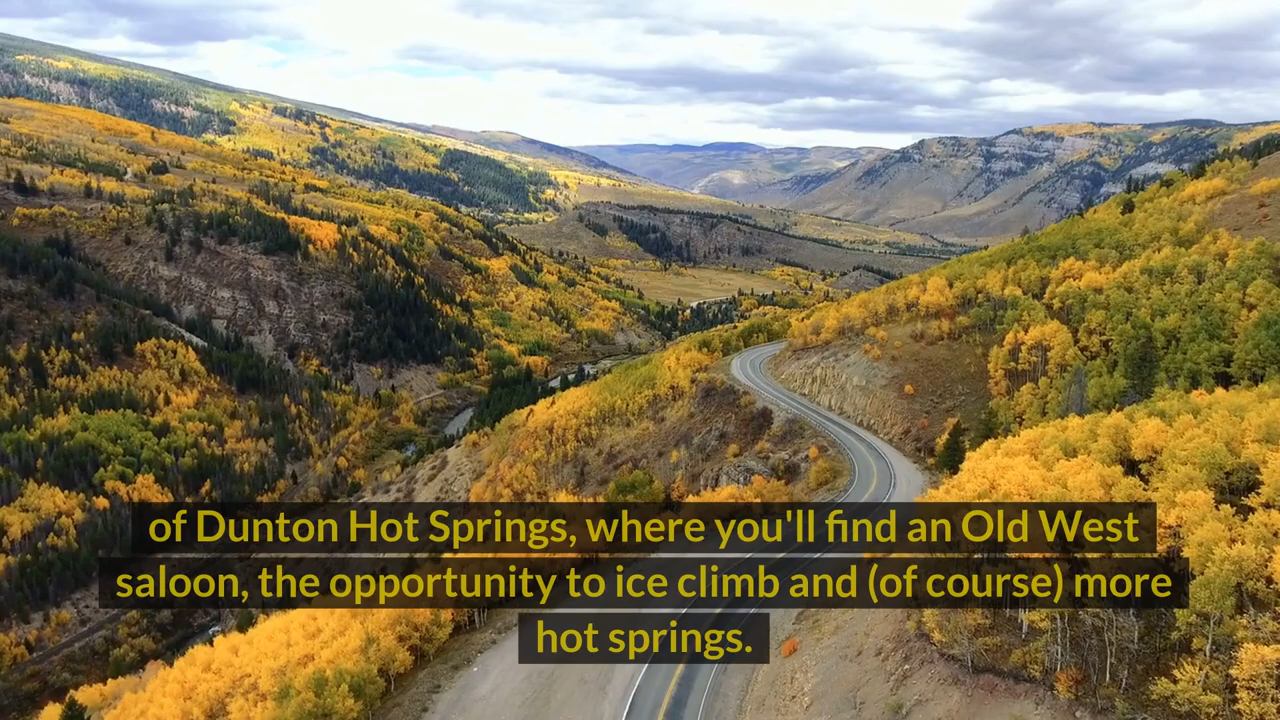 of Dunton Hot Springs, where you'll find an Old West
saloon, the opportunity to ice climb and (of course) more
hot springs.